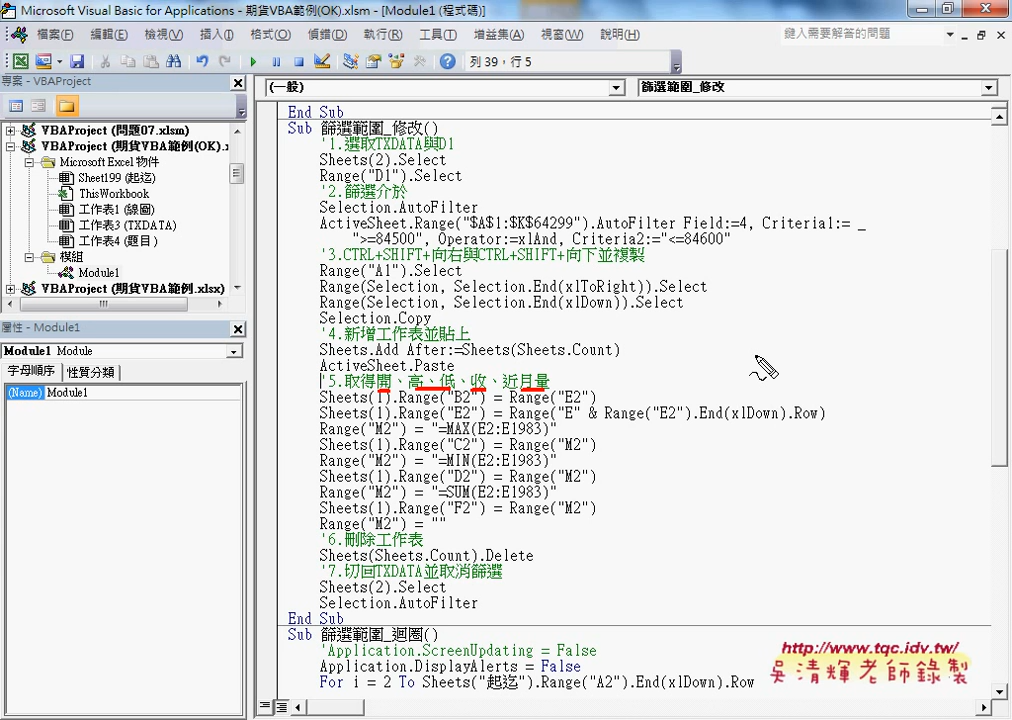 Microsoft Visual Basic for Applications - 期貨VBA範例(OK).xlsm - [Module1 (程式碼)]
檔案(F) 編輯(E) 檢視(V) 插入(I) 格式(O) 偵錯(D) 執行(R) 工具(T) 增益集(A) 視窗(W) 說明(H) 鍵入需要解答的問題
列 39，行 5
專案 - VBAProject
(一般) 篩選範圍_修改
VBAProject (問題07.xlsm)
VBAProject (期貨VBA範例(OK).x
Microsoft Excel 物件
Sheet199 (起迄)
ThisWorkbook
工作表1 (線圖)
工作表3 (TXDATA)
工作表4 (題目)
模組
Module1
VBAProject (期貨VBA範例.xlsx)
屬性 - Module1
Module1 Module
字母順序 性質分類
(Name) Module1
End Sub
Sub 篩選範圍_修改()
'1.選取TXDATA與D1
Sheets(2).Select
Range("D1").Select
'2.篩選介於
Selection.AutoFilter
ActiveSheet.Range("$A$1:$K$64299").AutoFilter Field:=4, Criteria1:= _
">=84500", Operator:=xlAnd, Criteria2:="<=84600"
'3.CTRL+SHIFT+向右與CTRL+SHIFT+向下並複製
Range("A1").Select
Range(Selection, Selection.End(xlToRight)).Select
Range(Selection, Selection.End(xlDown)).Select
Selection.Copy
'4.新增工作表並貼上
Sheets.Add After:=Sheets(Sheets.Count)
ActiveSheet.Paste
'5.取得開、高、低、收、近月量
Sheets(1).Range("B2") = Range("E2")
Sheets(1).Range("E2") = Range("E" & Range("E2").End(xlDown).Row)
Range("M2") = "=MAX(E2:E1983)"
Sheets(1).Range("C2") = Range("M2")
Range("M2") = "=MIN(E2:E1983)"
Sheets(1).Range("D2") = Range("M2")
Range("M2") = "=SUM(E2:E1983)"
Sheets(1).Range("F2") = Range("M2")
Range("M2") = ""
'6.刪除工作表
Sheets(Sheets.Count).Delete
'7.切回TXDATA並取消篩選
Sheets(2).Select
Selection.AutoFilter
End Sub
Sub 篩選範圍_迴圈()
'Application.ScreenUpdating = False
Application.DisplayAlerts = False
For i = 2 To Sheets("起迄").Range("A2").End(xlDown).Row
http://www.tqc.idv.tw/
吳清輝老師錄製